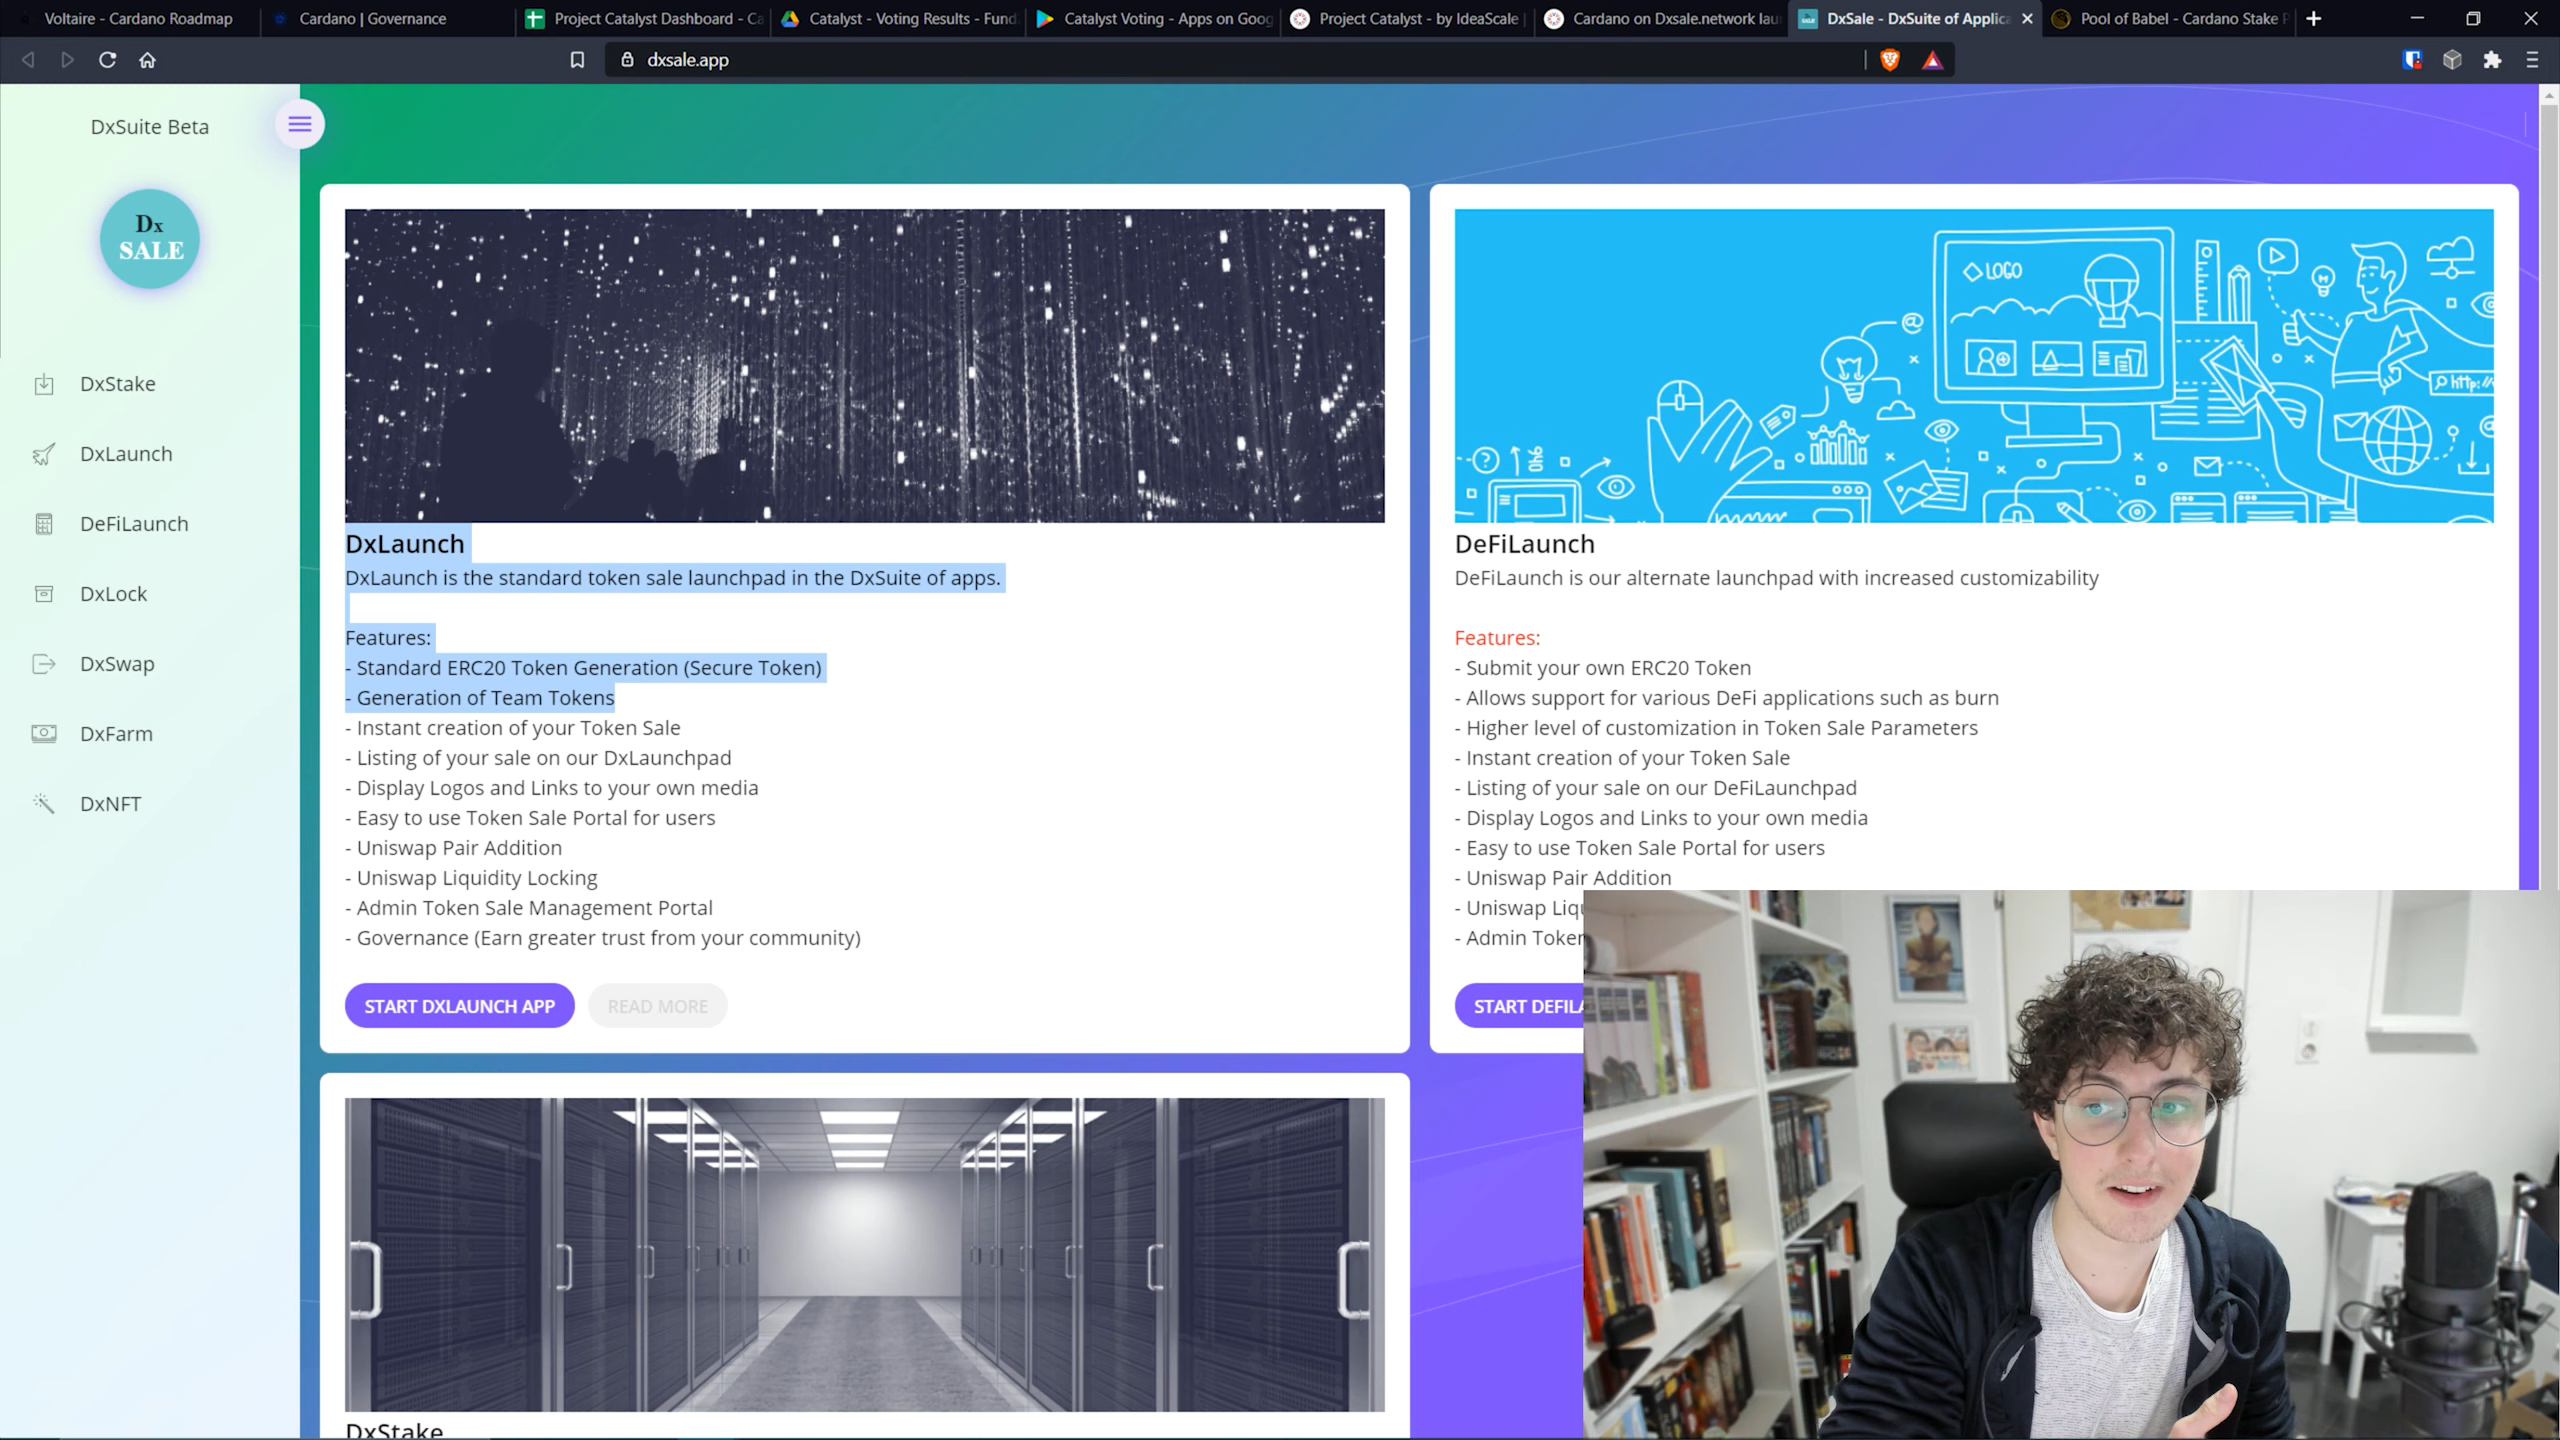 Voltaire - Cardano Roadmap
Cardano | Governance
Project Catalyst Dashboard - Ca
Catalyst - Voting Results - Fund
Catalyst Voting - Apps on Goog
Project Catalyst - by IdeaScale
Cardano on Dxsale.network lau
DxSale - DxSuite of Applica
Pool of Babel - Cardano Stake P
dxsale.app
DxSuite Beta
Dx
SALE
DxStake
DxLaunch
DeFiLaunch
DxLock
DxSwap
DxFarm
DxNFT
DxLaunch
DxLaunch is the standard token sale launchpad in the DxSuite of apps.
Features:
- Standard ERC20 Token Generation (Secure Token)
- Generation of Team Tokens
- Instant creation of your Token Sale
- Listing of your sale on our DxLaunchpad
- Display Logos and Links to your own media
- Easy to use Token Sale Portal for users
- Uniswap Pair Addition
- Uniswap Liquidity Locking
- Admin Token Sale Management Portal
- Governance (Earn greater trust from your community)
START DXLAUNCH APP
READ MORE
LOGO
@
http://
DeFiLaunch
DeFiLaunch is our alternate launchpad with increased customizability
Features:
- Submit your own ERC20 Token
- Allows support for various DeFi applications such as burn
- Higher level of customization in Token Sale Parameters
- Instant creation of your Token Sale
- Listing of your sale on our DeFiLaunchpad
- Display Logos and Links to your own media
- Easy to use Token Sale Portal for users
- Uniswap Pair Addition
- Uniswap Liq
- Admin Token
START DEFILA
DxStake